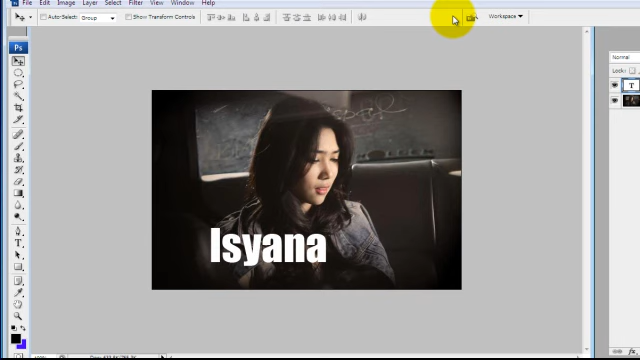 File Edit Image Layer Select Filter View Window Help
Auto-Select: Group Show Transform Controls Workspace
Ps
Normal
Lock:
T
Isyana
T
fx